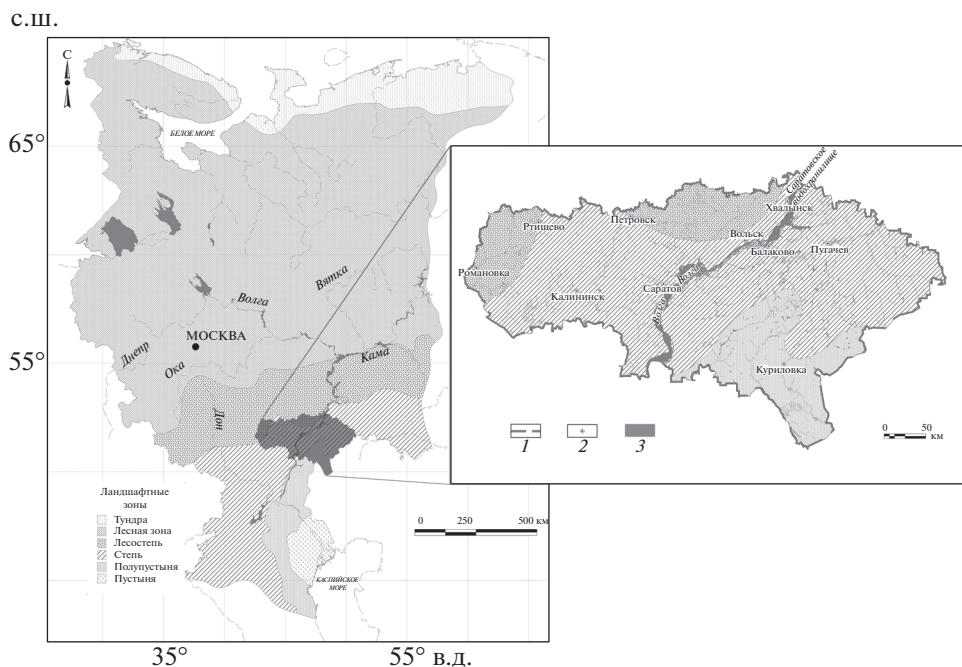 с.ш.
С
65°
БЕЛОЕ МОРЕ
Волга
Вятка
МОСКВА
Днепр
Ока
Кама
55°
Дон
Ландшафтные
зоны
Тундра
Лесная зона
Лесостепь
Степь
Полупустыня
Пустыня
0 250 500 км
КАСПИЙСКОЕ
МОРЕ
35°
55° в.д.
Саратовское
водохранилище
Хвалынск
Петровск
Ртищево
Вольск
Балаково
Пугачев
Романовка
Волга
Саратов
Калининск
Волга
Куриловка
1
2
3
0 50
км